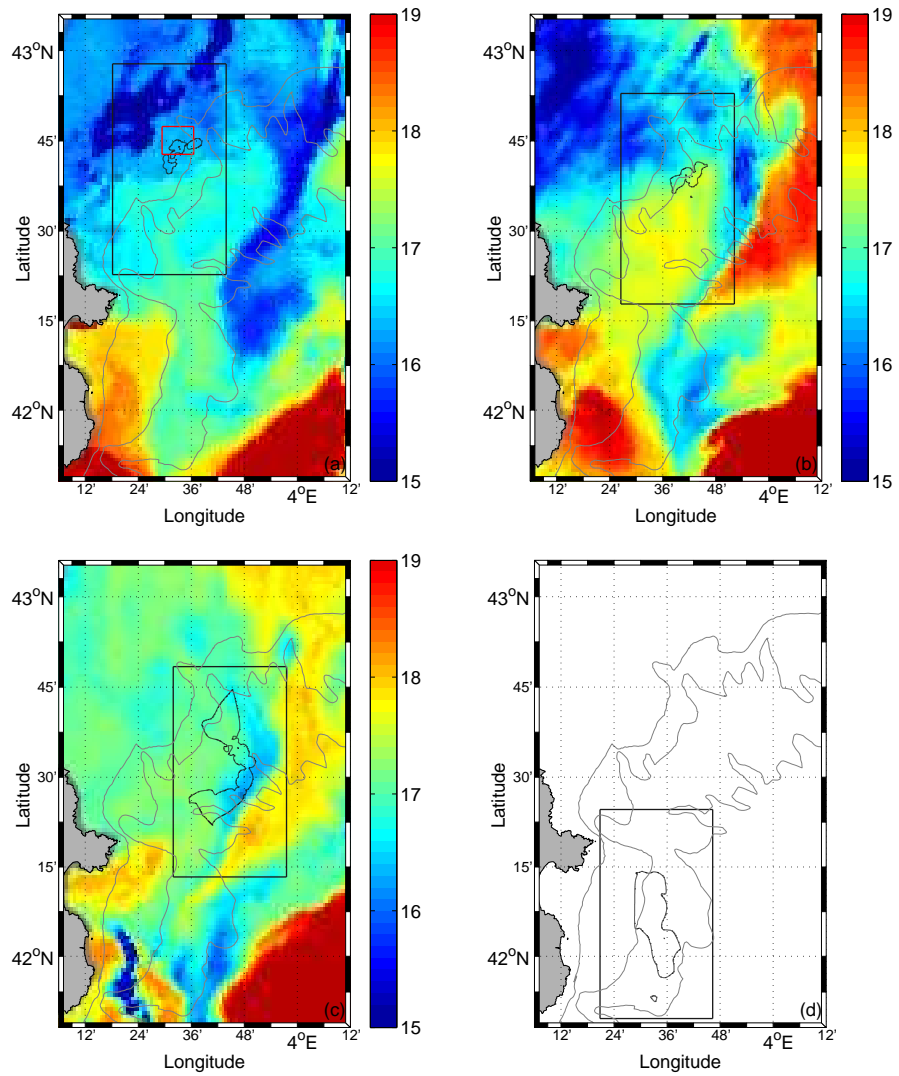 19
43°N
18
45'
Latitude
30'
17
15'
16
42°N
(a)
15
12' 24' 36' 48' 4°E 12'
Longitude
19
43°N
18
45'
Latitude
30'
17
15'
16
42°N
(b)
15
12' 24' 36' 48' 4°E 12'
Longitude
19
43°N
18
45'
Latitude
30'
17
15'
16
42°N
(c)
15
12' 24' 36' 48' 4°E 12'
Longitude
43°N
45'
Latitude
30'
15'
42°N
(d)
12' 24' 36' 48' 4°E 12'
Longitude